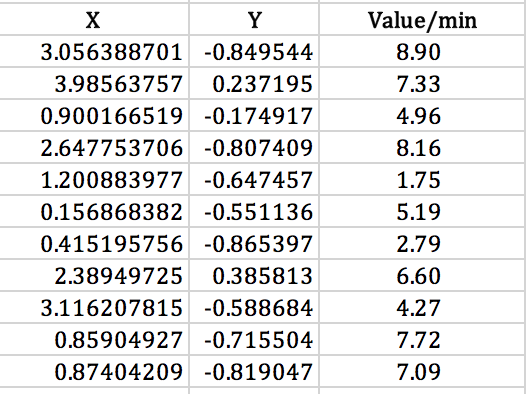 X Y Value/min
3.056388701 -0.849544 8.90
3.98563757 0.237195 7.33
0.900166519 -0.174917 4.96
2.647753706 -0.807409 8.16
1.200883977 -0.647457 1.75
0.156868382 -0.551136 5.19
0.415195756 -0.865397 2.79
2.38949725 0.385813 6.60
3.116207815 -0.588684 4.27
0.85904927 -0.715504 7.72
0.87404209 -0.819047 7.09